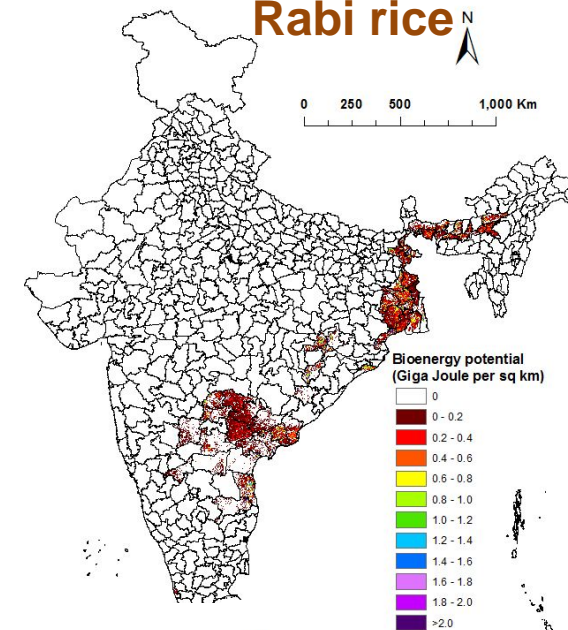 Rabi rice
N
0 250 500 1,000 Km
Bioenergy potential
(Giga Joule per sq km)
0
0 - 0.2
0.2 - 0.4
0.4 - 0.6
0.6 - 0.8
0.8 - 1.0
1.0 - 1.2
1.2 - 1.4
1.4 - 1.6
1.6 - 1.8
1.8 - 2.0
>2.0